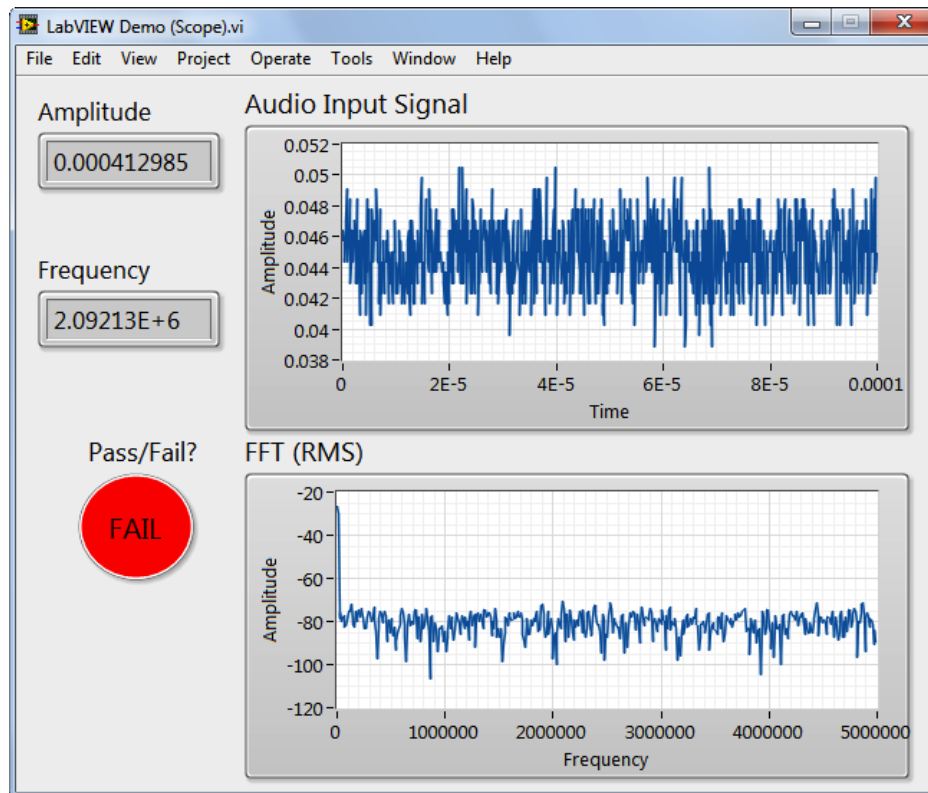 LabVIEW Demo (Scope).vi
File Edit View Project Operate Tools Window Help
Amplitude
0.000412985
Frequency
2.09213E+6
Pass/Fail?
FAIL
Audio Input Signal
Amplitude
0.052
0.05
0.048
0.046
0.044
0.042
0.04
0.038
0 2E-5 4E-5 6E-5 8E-5 0.0001
Time
FFT (RMS)
Amplitude
-20
-40
-60
-80
-100
-120
0 1000000 2000000 3000000 4000000 5000000
Frequency